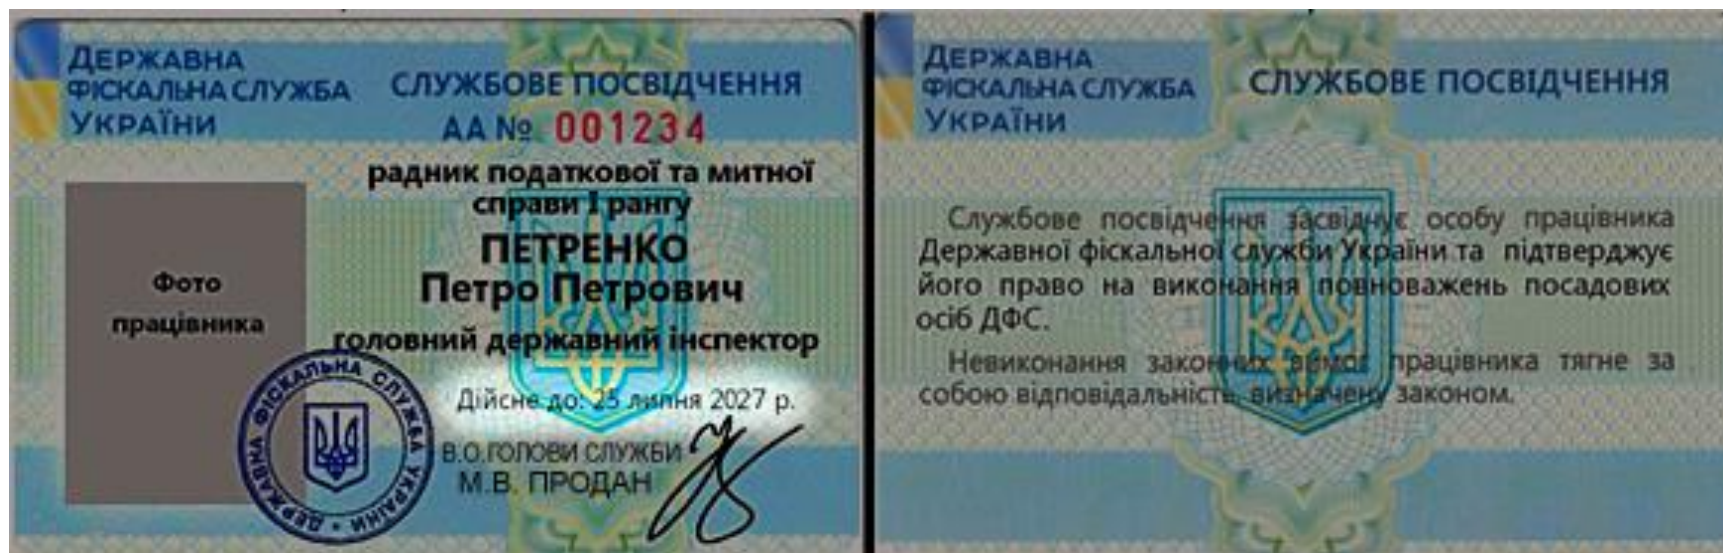 ДЕРЖАВНА
ФІСКАЛЬНА СЛУЖБА
УКРАЇНИ
СЛУЖБОВЕ ПОСВІДЧЕННЯ
АА № 001234
радник податкової та митної
справи І рангу
ПЕТРЕНКО
Петро Петрович
головний державний інспектор
Фото
працівника
Дійсне до: 25 липня 2027 р.
В.О.ГОЛОВИ СЛУЖБИ
М.В. ПРОДАН
ДЕРЖАВНА ФІСКАЛЬНА СЛУЖБА УКРАЇНИ
ДЕРЖАВНА
ФІСКАЛЬНА СЛУЖБА
УКРАЇНИ
СЛУЖБОВЕ ПОСВІДЧЕННЯ
Службове посвідчення засвіднує особу працівника
Державної фіскальної служби України та підтверджує
його право на виконання повноважень посадових
осіб ДФС.
Невиконання законних вимог працівника тягне за
собою відповідальність, визначену законом.